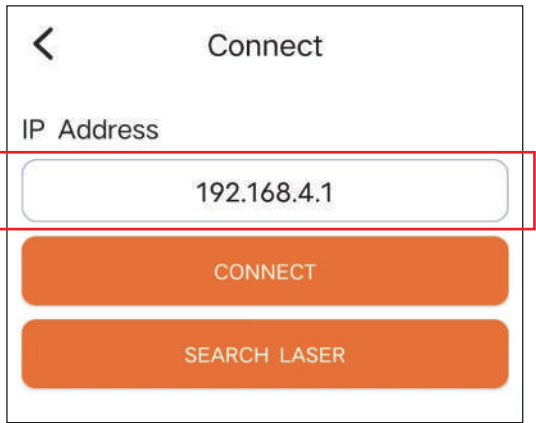 Connect
IP Address
192.168.4.1
CONNECT
SEARCH LASER